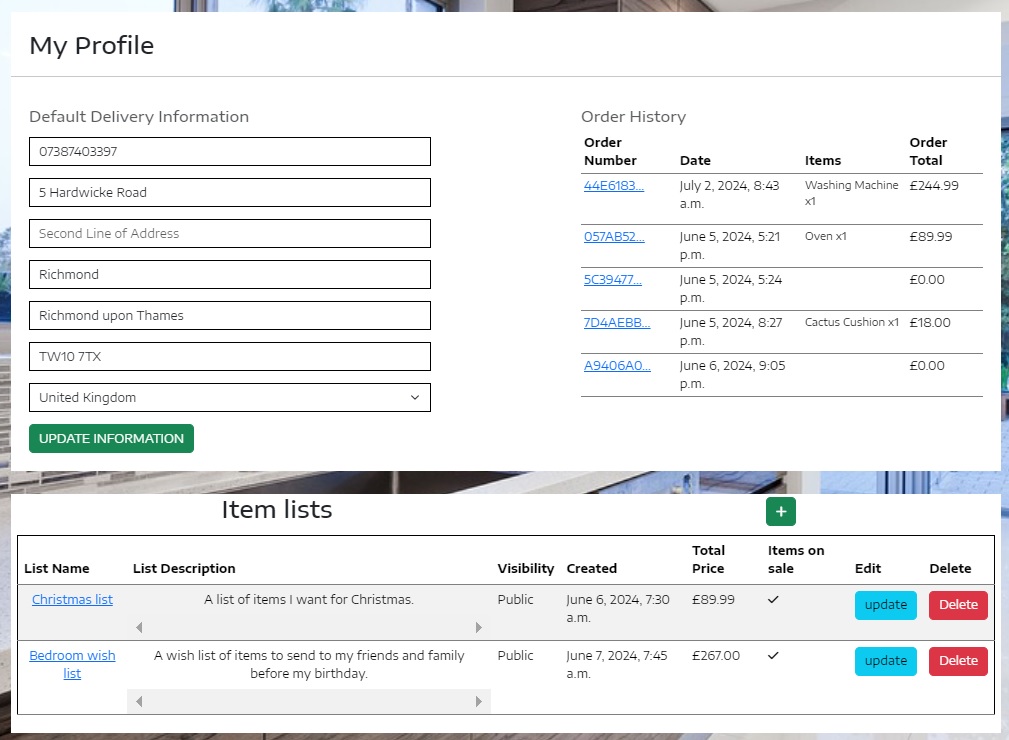 My Profile
Default Delivery Information
07387403397
5 Hardwicke Road
Second Line of Address
Richmond
Richmond upon Thames
TW10 7TX
United Kingdom
UPDATE INFORMATION
Order History
Order Number Date Items Order Total
44E6183... July 2, 2024, 8:43 a.m. Washing Machine x1 £244.99
057AB52... June 5, 2024, 5:21 p.m. Oven x1 £89.99
5C39477... June 5, 2024, 5:24 p.m. £0.00
7D4AEBB... June 5, 2024, 8:27 p.m. Cactus Cushion x1 £18.00
A9406A0... June 6, 2024, 9:05 p.m. £0.00
Item lists
+
List Name List Description Visibility Created Total Price Items on sale Edit Delete
Christmas list A list of items I want for Christmas. Public June 6, 2024, 7:30 a.m. £89.99 ✓ update Delete
Bedroom wish list A wish list of items to send to my friends and family before my birthday. Public June 7, 2024, 7:45 a.m. £267.00 ✓ update Delete